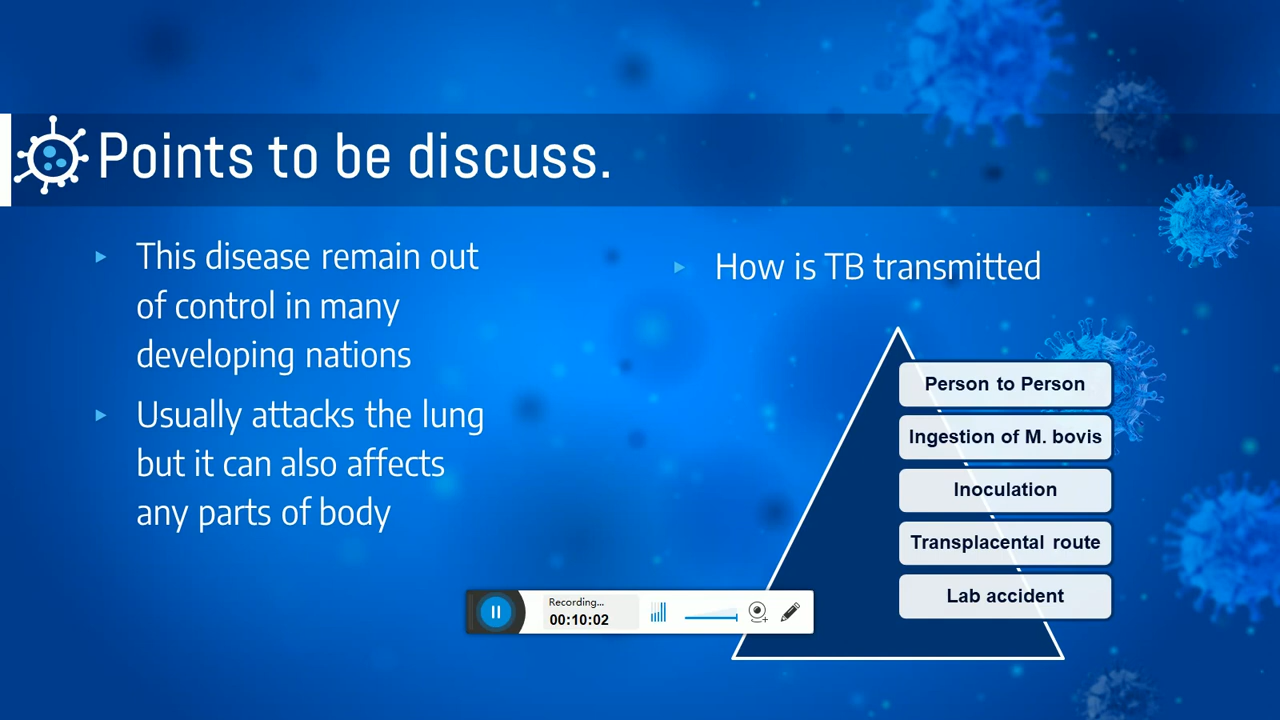 Points to be discuss.
This disease remain out
of control in many
developing nations
Usually attacks the lung
but it can also affects
any parts of body
How is TB transmitted
Person to Person
Ingestion of M. bovis
Inoculation
Transplacental route
Lab accident
Recording...
00:10:02